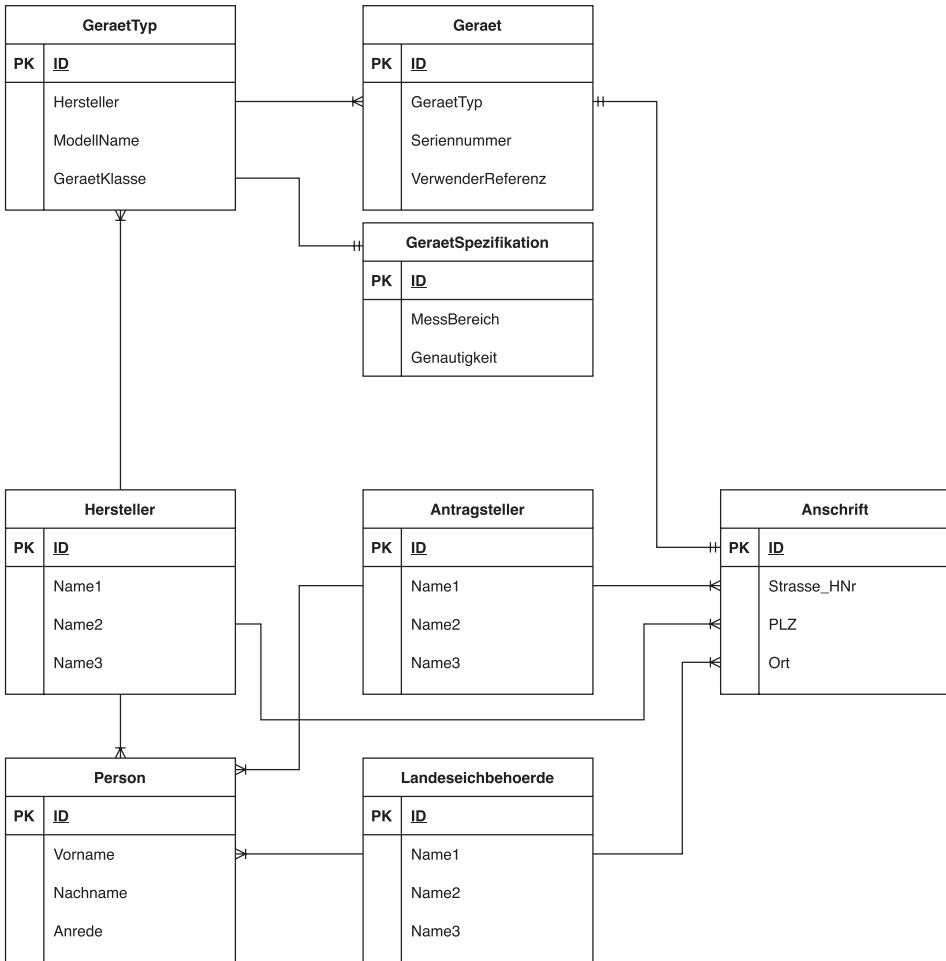 GeraetTyp
PK ID
Hersteller
ModellName
GeraetKlasse
Geraet
PK ID
GeraetTyp
Seriennummer
VerwenderReferenz
GeraetSpezifikation
PK ID
MessBereich
Genautigkeit
Hersteller
PK ID
Name1
Name2
Name3
Antragsteller
PK ID
Name1
Name2
Name3
Anschrift
PK ID
Strasse_HNr
PLZ
Ort
Person
PK ID
Vorname
Nachname
Anrede
Landeseichbehoerde
PK ID
Name1
Name2
Name3